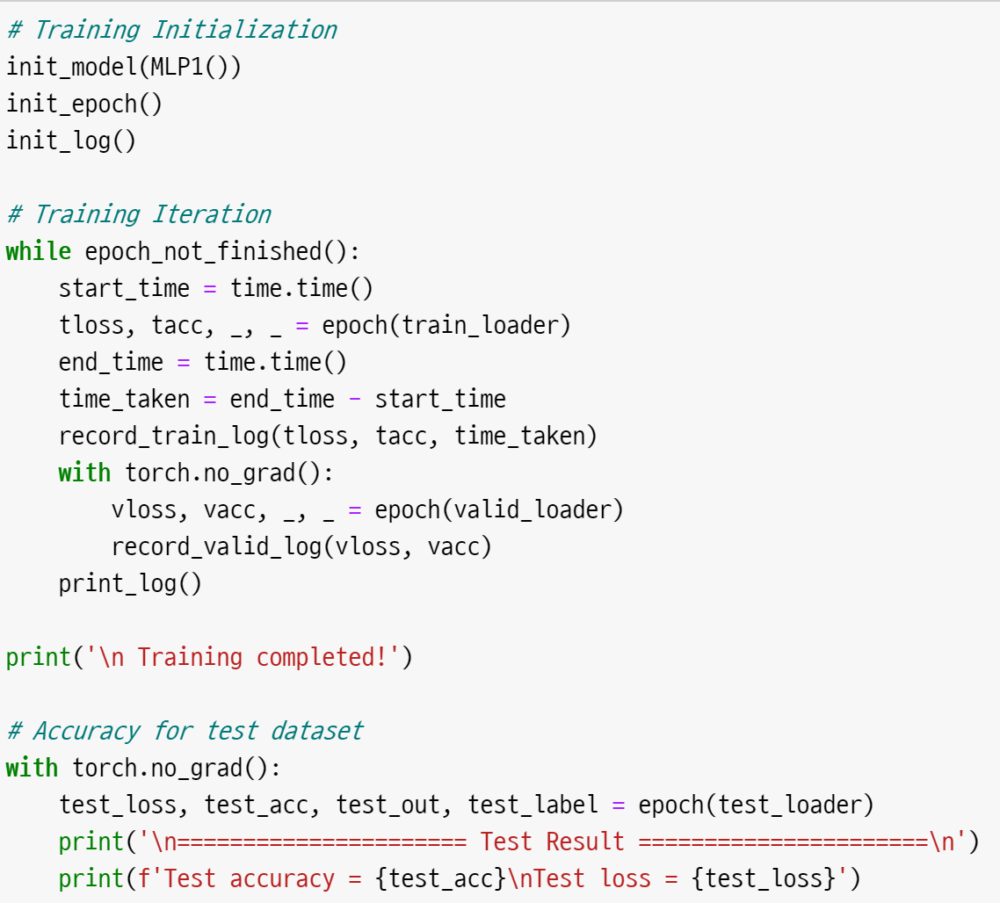 # Training Initialization
init_model(MLP1())
init_epoch()
init_log()

# Training Iteration
while epoch_not_finished():
    start_time = time.time()
    tloss, tacc, _, _ = epoch(train_loader)
    end_time = time.time()
    time_taken = end_time - start_time
    record_train_log(tloss, tacc, time_taken)
    with torch.no_grad():
        vloss, vacc, _, _ = epoch(valid_loader)
        record_valid_log(vloss, vacc)
    print_log()

print('\n Training completed!')

# Accuracy for test dataset
with torch.no_grad():
    test_loss, test_acc, test_out, test_label = epoch(test_loader)
    print('\n====================== Test Result ======================\n')
    print(f'Test accuracy = {test_acc}\nTest loss = {test_loss}')